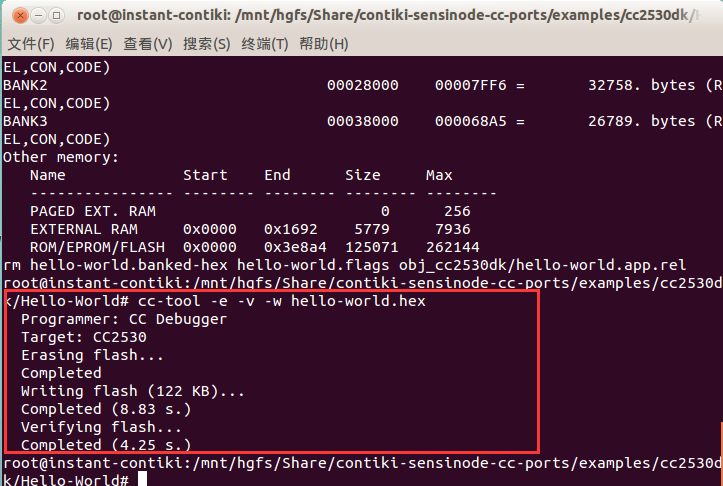 root@instant-contiki: /mnt/hgfs/Share/contiki-sensinode-cc-ports/examples/cc2530dk/H
文件(F) 编辑(E) 查看(V) 搜索(S) 终端(T) 帮助(H)
EL,CON,CODE)
BANK2 00028000 00007FF6 = 32758. bytes (R
EL,CON,CODE)
BANK3 00038000 000068A5 = 26789. bytes (R
EL,CON,CODE)
Other memory:
Name Start End Size Max
---------------- -------- -------- -------- --------
PAGED EXT. RAM 0 256
EXTERNAL RAM 0x0000 0x1692 5779 7936
ROM/EPROM/FLASH 0x0000 0x3e8a4 125071 262144
rm hello-world.banked-hex hello-world.flags obj_cc2530dk/hello-world.app.rel
root@instant-contiki:/mnt/hgfs/Share/contiki-sensinode-cc-ports/examples/cc2530d
k/Hello-World# cc-tool -e -v -w hello-world.hex
Programmer: CC Debugger
Target: CC2530
Erasing flash...
Completed
Writing flash (122 KB)...
Completed (8.83 s.)
Verifying flash...
Completed (4.25 s.)
root@instant-contiki:/mnt/hgfs/Share/contiki-sensinode-cc-ports/examples/cc2530d
k/Hello-World#